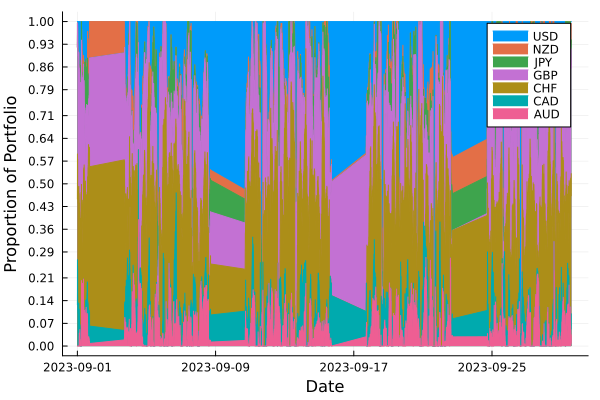 1.00
0.93
0.86
0.79
0.71
0.64
0.57
0.50
0.43
0.36
0.29
0.21
0.14
0.07
0.00
Proportion of Portfolio
USD
NZD
JPY
GBP
CHF
CAD
AUD
2023-09-01
2023-09-09
2023-09-17
2023-09-25
Date